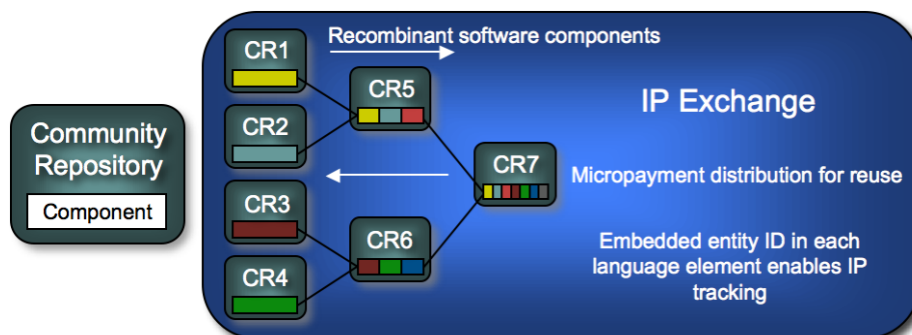 Community
Repository
Component
CR1
CR2
CR3
CR4
CR5
CR6
CR7
Recombinant software components
IP Exchange
Micropayment distribution for reuse
Embedded entity ID in each
language element enables IP
tracking